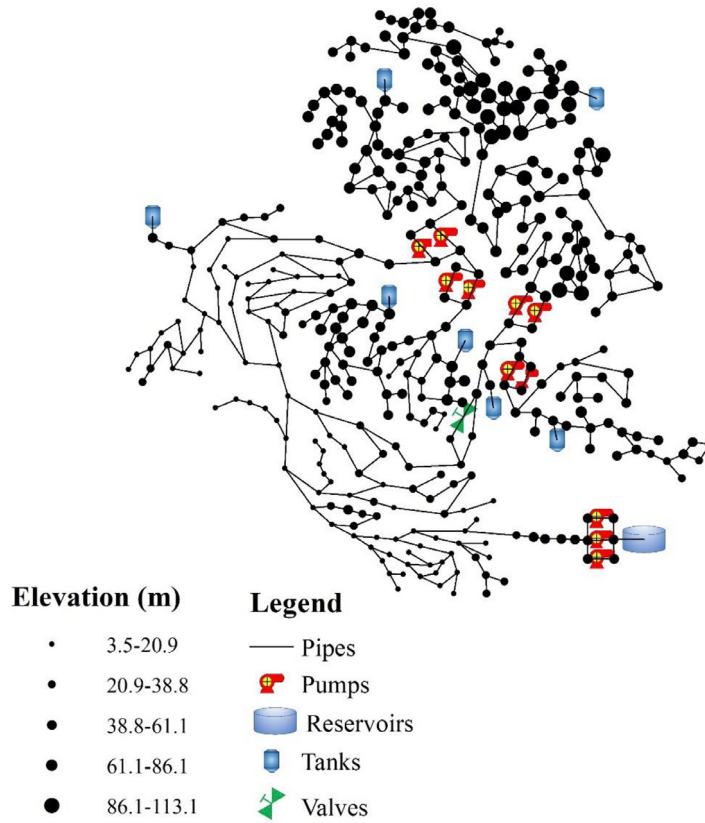 Elevation (m)
3.5-20.9
20.9-38.8
38.8-61.1
61.1-86.1
86.1-113.1
Legend
Pipes
Pumps
Reservoirs
Tanks
Valves